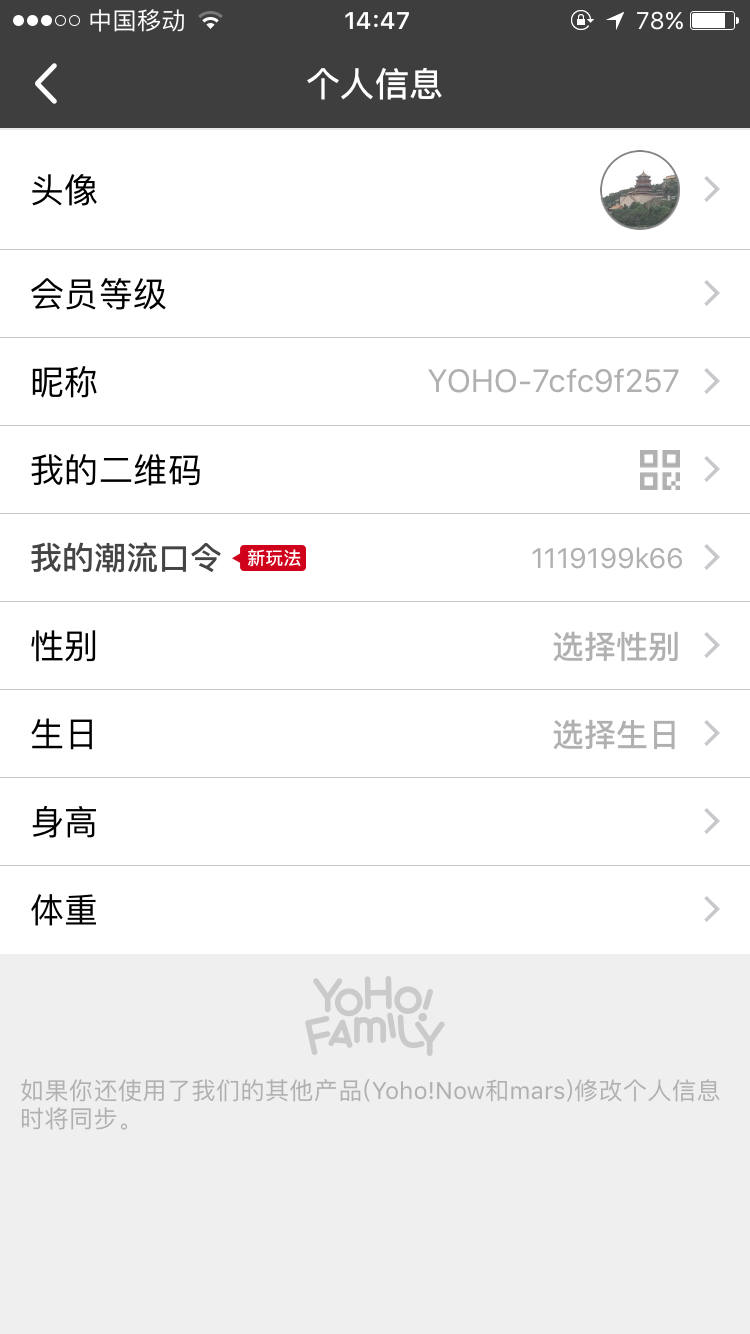 中国移动 14:47 78%
个人信息
头像
会员等级
昵称 YOHO-7cfc9f257
我的二维码
我的潮流口令 新玩法 1119199k66
性别 选择性别
生日 选择生日
身高
体重
YOHO!
FAMILY
如果你还使用了我们的其他产品(Yoho!Now和mars)修改个人信息
时将同步。